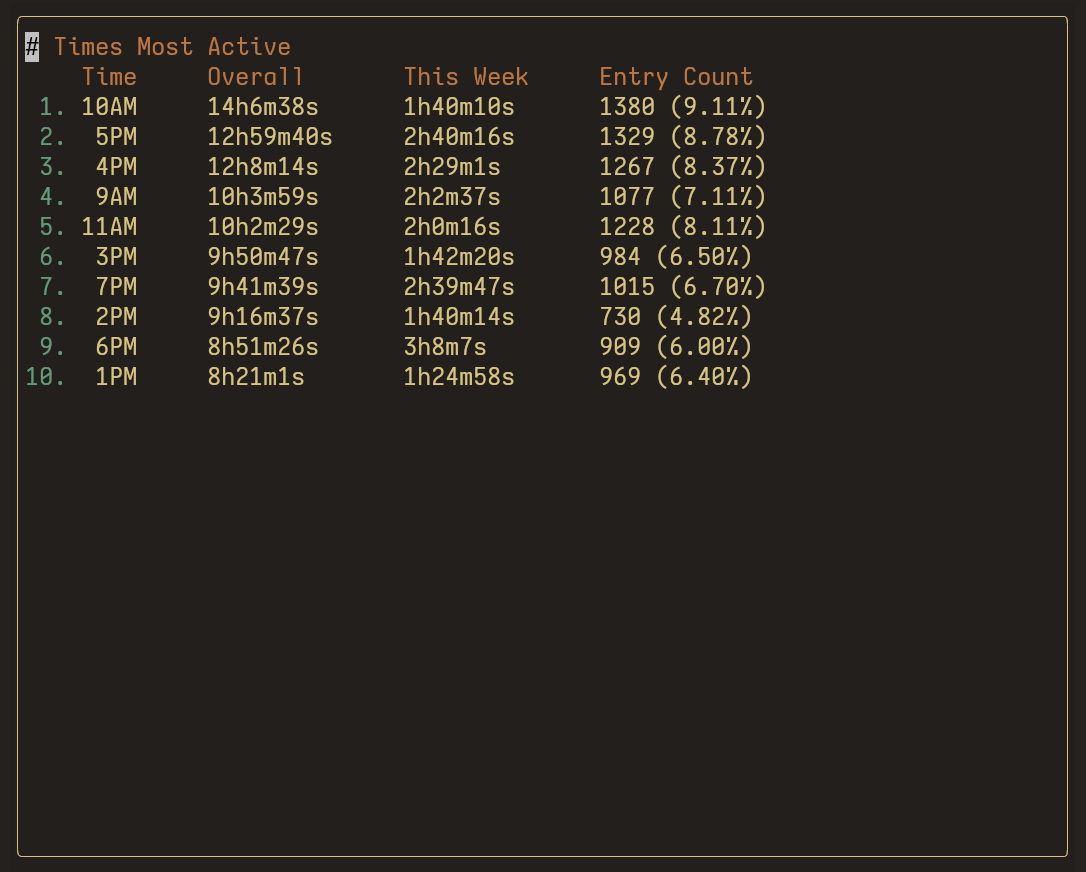 # Times Most Active
    Time     Overall       This Week     Entry Count
 1. 10AM     14h6m38s      1h40m10s      1380 (9.11%)
 2.  5PM     12h59m40s     2h40m16s      1329 (8.78%)
 3.  4PM     12h8m14s      2h29m1s       1267 (8.37%)
 4.  9AM     10h3m59s      2h2m37s       1077 (7.11%)
 5. 11AM     10h2m29s      2h0m16s       1228 (8.11%)
 6.  3PM     9h50m47s      1h42m20s      984 (6.50%)
 7.  7PM     9h41m39s      2h39m47s      1015 (6.70%)
 8.  2PM     9h16m37s      1h40m14s      730 (4.82%)
 9.  6PM     8h51m26s      3h8m7s        909 (6.00%)
10.  1PM     8h21m1s       1h24m58s      969 (6.40%)